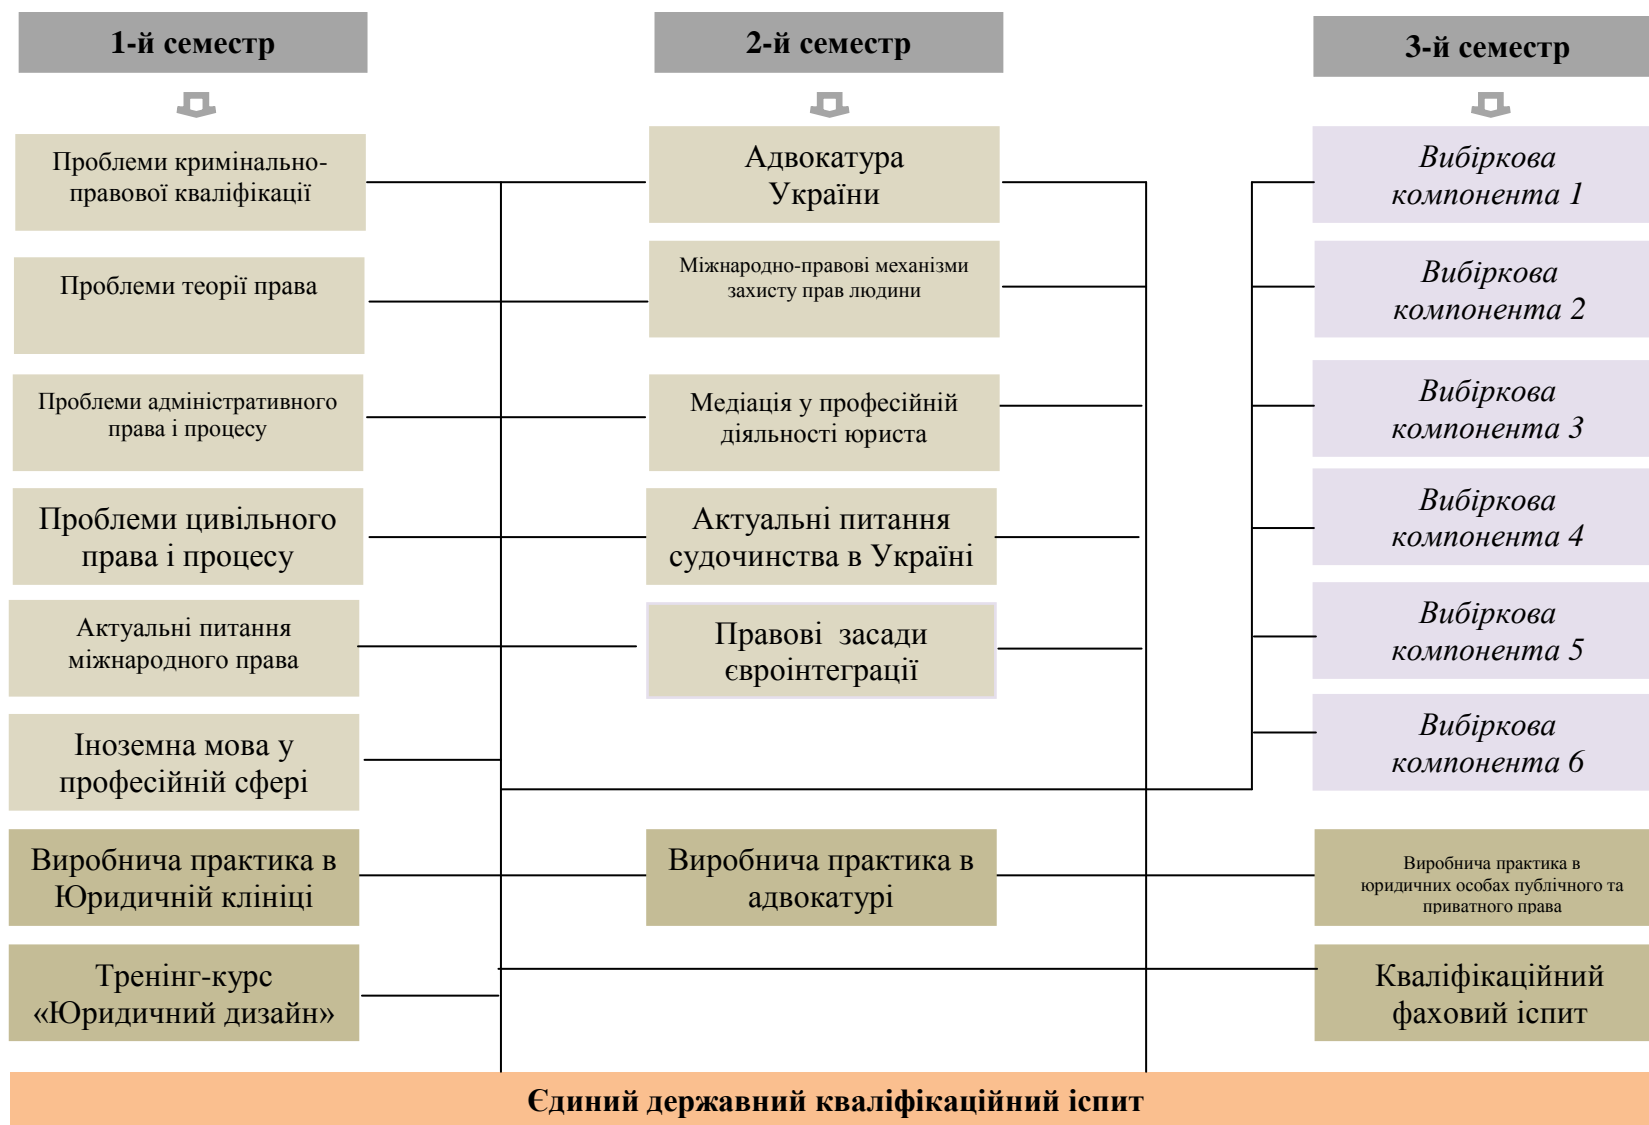 1-й семестр
2-й семестр
3-й семестр
Проблеми кримінально-
правової кваліфікації
Адвокатура
України
Вибіркова
компонента 1
Проблеми теорії права
Міжнародно-правові механізми
захисту прав людини
Вибіркова
компонента 2
Проблеми адміністративного
права і процесу
Медіація у професійній
діяльності юриста
Вибіркова
компонента 3
Проблеми цивільного
права і процесу
Актуальні питання
судочинства в Україні
Вибіркова
компонента 4
Актуальні питання
міжнародного права
Правові засади
євроінтеграції
Вибіркова
компонента 5
Іноземна мова у
професійній сфері
Вибіркова
компонента 6
Виробнича практика в
Юридичній клініці
Виробнича практика в
адвокатурі
Виробнича практика в
юридичних особах публічного та
приватного права
Тренінг-курс
«Юридичний дизайн»
Кваліфікаційний
фаховий іспит
Єдиний державний кваліфікаційний іспит